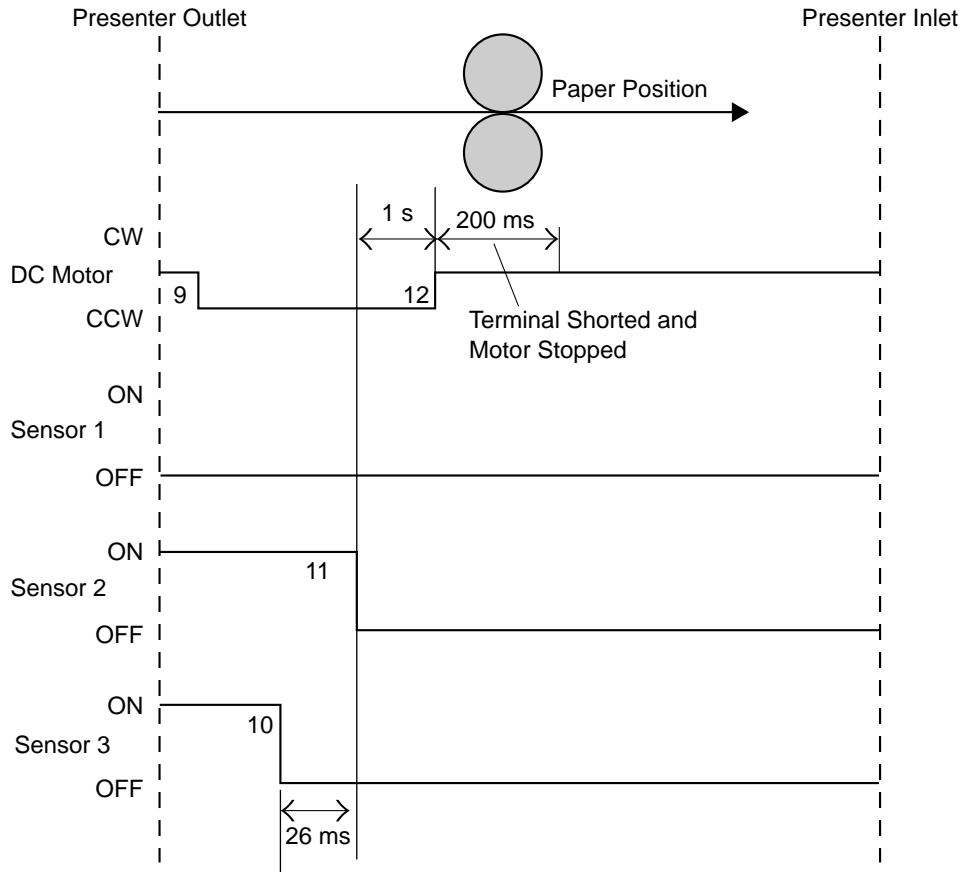 Presenter Outlet
Presenter Inlet
Paper Position
1 s
200 ms
CW
DC Motor
9
12
CCW
Terminal Shorted and
Motor Stopped
ON
Sensor 1
OFF
ON
11
Sensor 2
OFF
ON
10
Sensor 3
OFF
26 ms